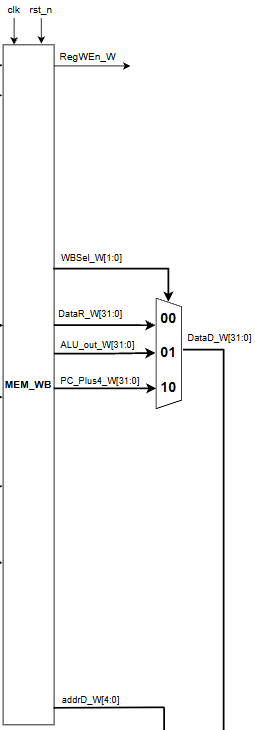 clk rst_n
RegWEn_W
WBSel_W[1:0]
DataR_W[31:0]
00
DataD_W[31:0]
ALU_out_W[31:0]
01
MEM_WB
PC_Plus4_W[31:0]
10
addrD_W[4:0]